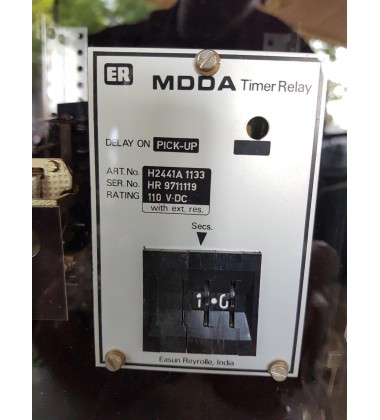 ER MDDA Timer Relay
DELAY ON PICK-UP
ART.No. H2441A 1133
SER.No. HR 9711119
RATING 110 V-DC
with ext. res.
Secs.
1.0
Easun Reyrolle, India